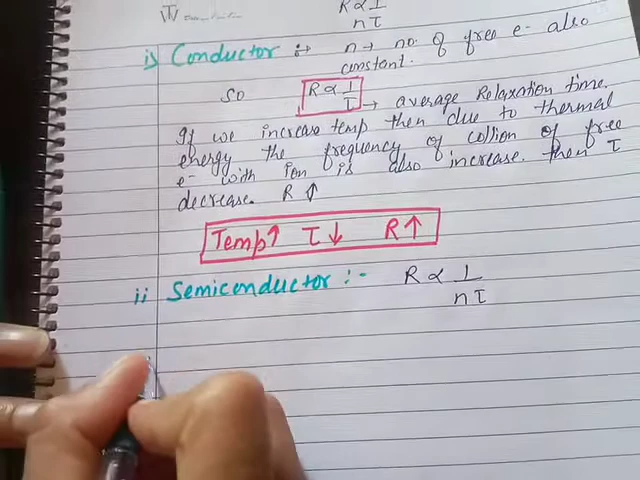 R ∝ 1
nτ
i) Conductor :→ n → no. of free e- also
constant.
so R ∝ 1
τ → average Relaxation time.
If we increase temp then due to thermal
energy the frequency of collion of free
e- with ion is also increase. then τ
decrease. R ↑
Temp↑ τ↓ R↑
ii Semiconductor :- R ∝ 1
nτ